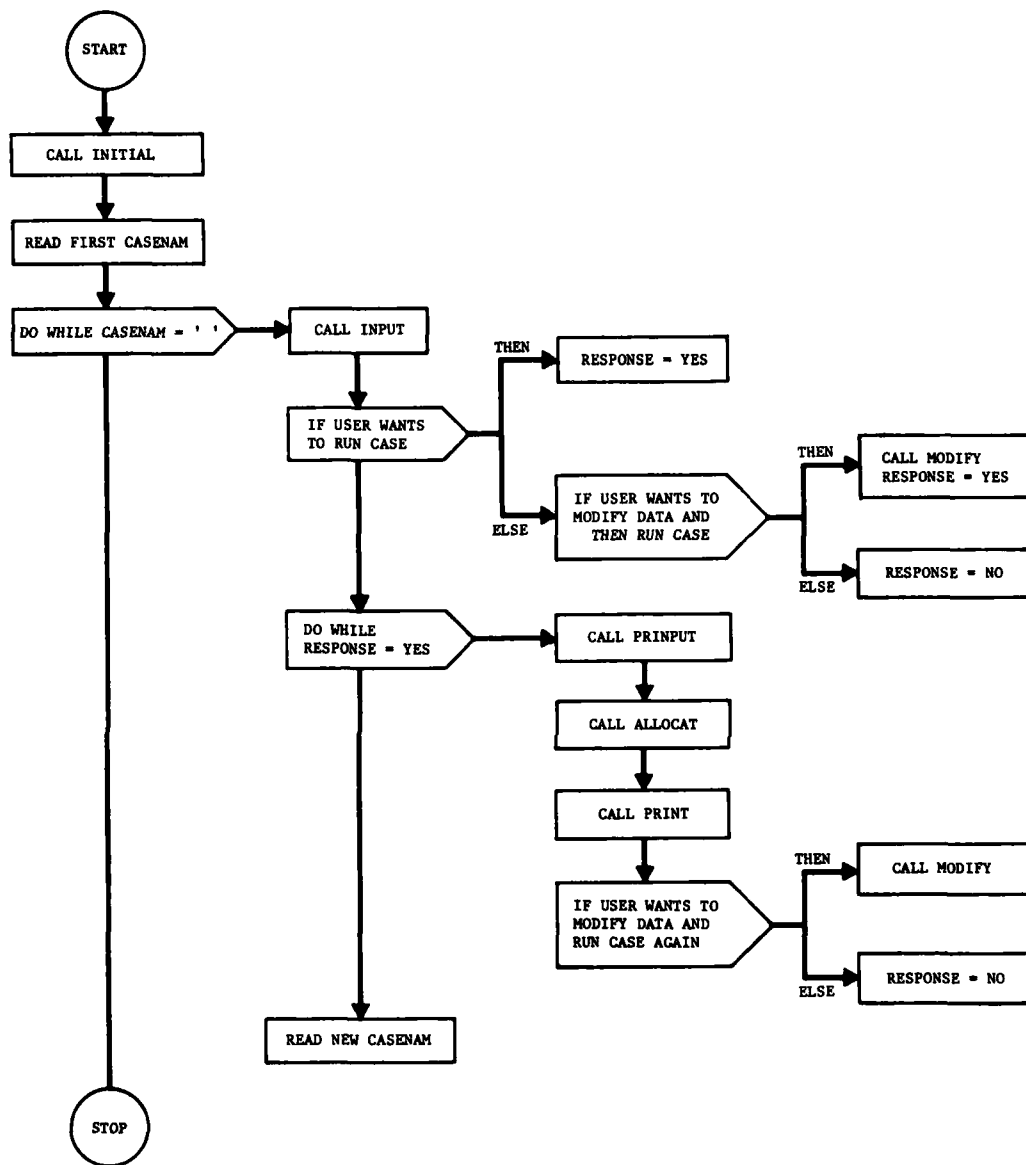 START
CALL INITIAL
READ FIRST CASENAM
DO WHILE CASENAM = ' '
CALL INPUT
IF USER WANTS
TO RUN CASE
THEN
RESPONSE = YES
ELSE
IF USER WANTS TO
MODIFY DATA AND
THEN RUN CASE
THEN
CALL MODIFY
RESPONSE = YES
ELSE
RESPONSE = NO
DO WHILE
RESPONSE = YES
CALL PRINPUT
CALL ALLOCAT
CALL PRINT
IF USER WANTS TO
MODIFY DATA AND
RUN CASE AGAIN
THEN
CALL MODIFY
ELSE
RESPONSE = NO
READ NEW CASENAM
STOP